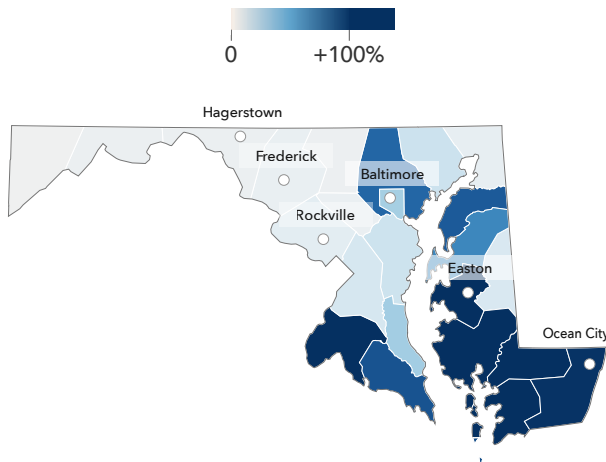 0 +100%
Hagerstown
Frederick
Baltimore
Rockville
Easton
Ocean City